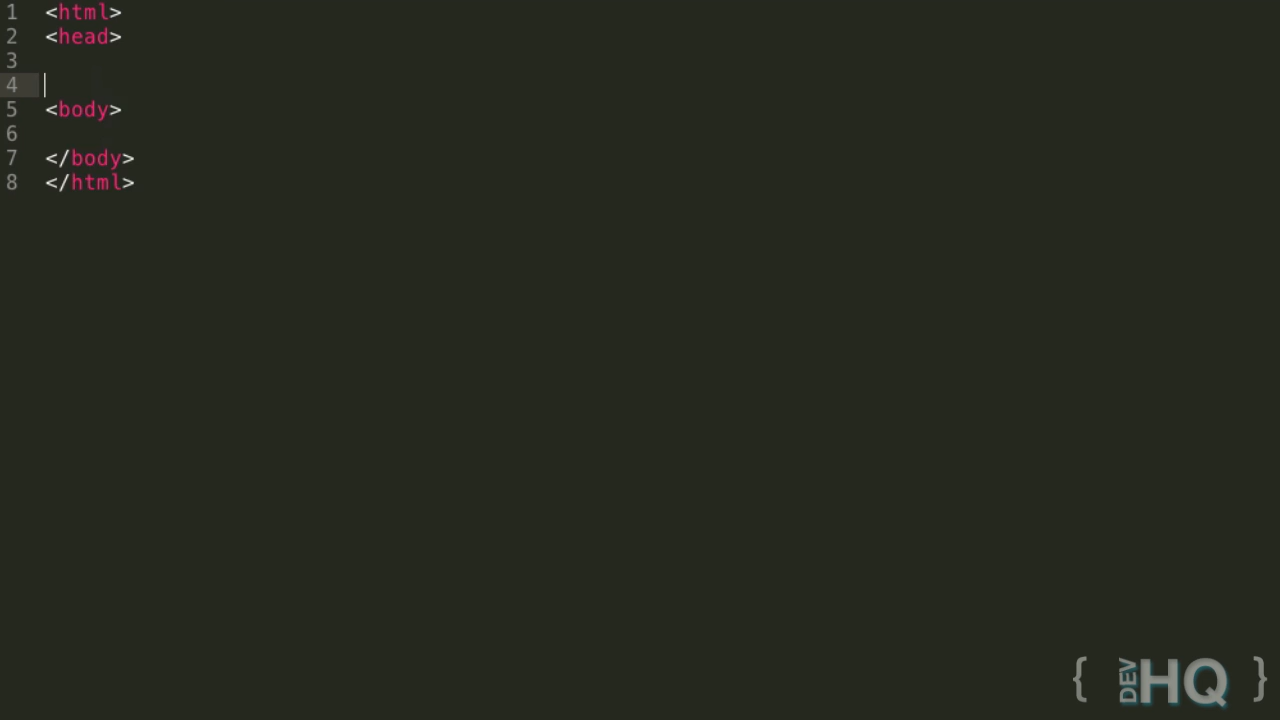 1 <html>
2 <head>
3
4
5 <body>
6
7 </body>
8 </html>
{ DEV HQ }